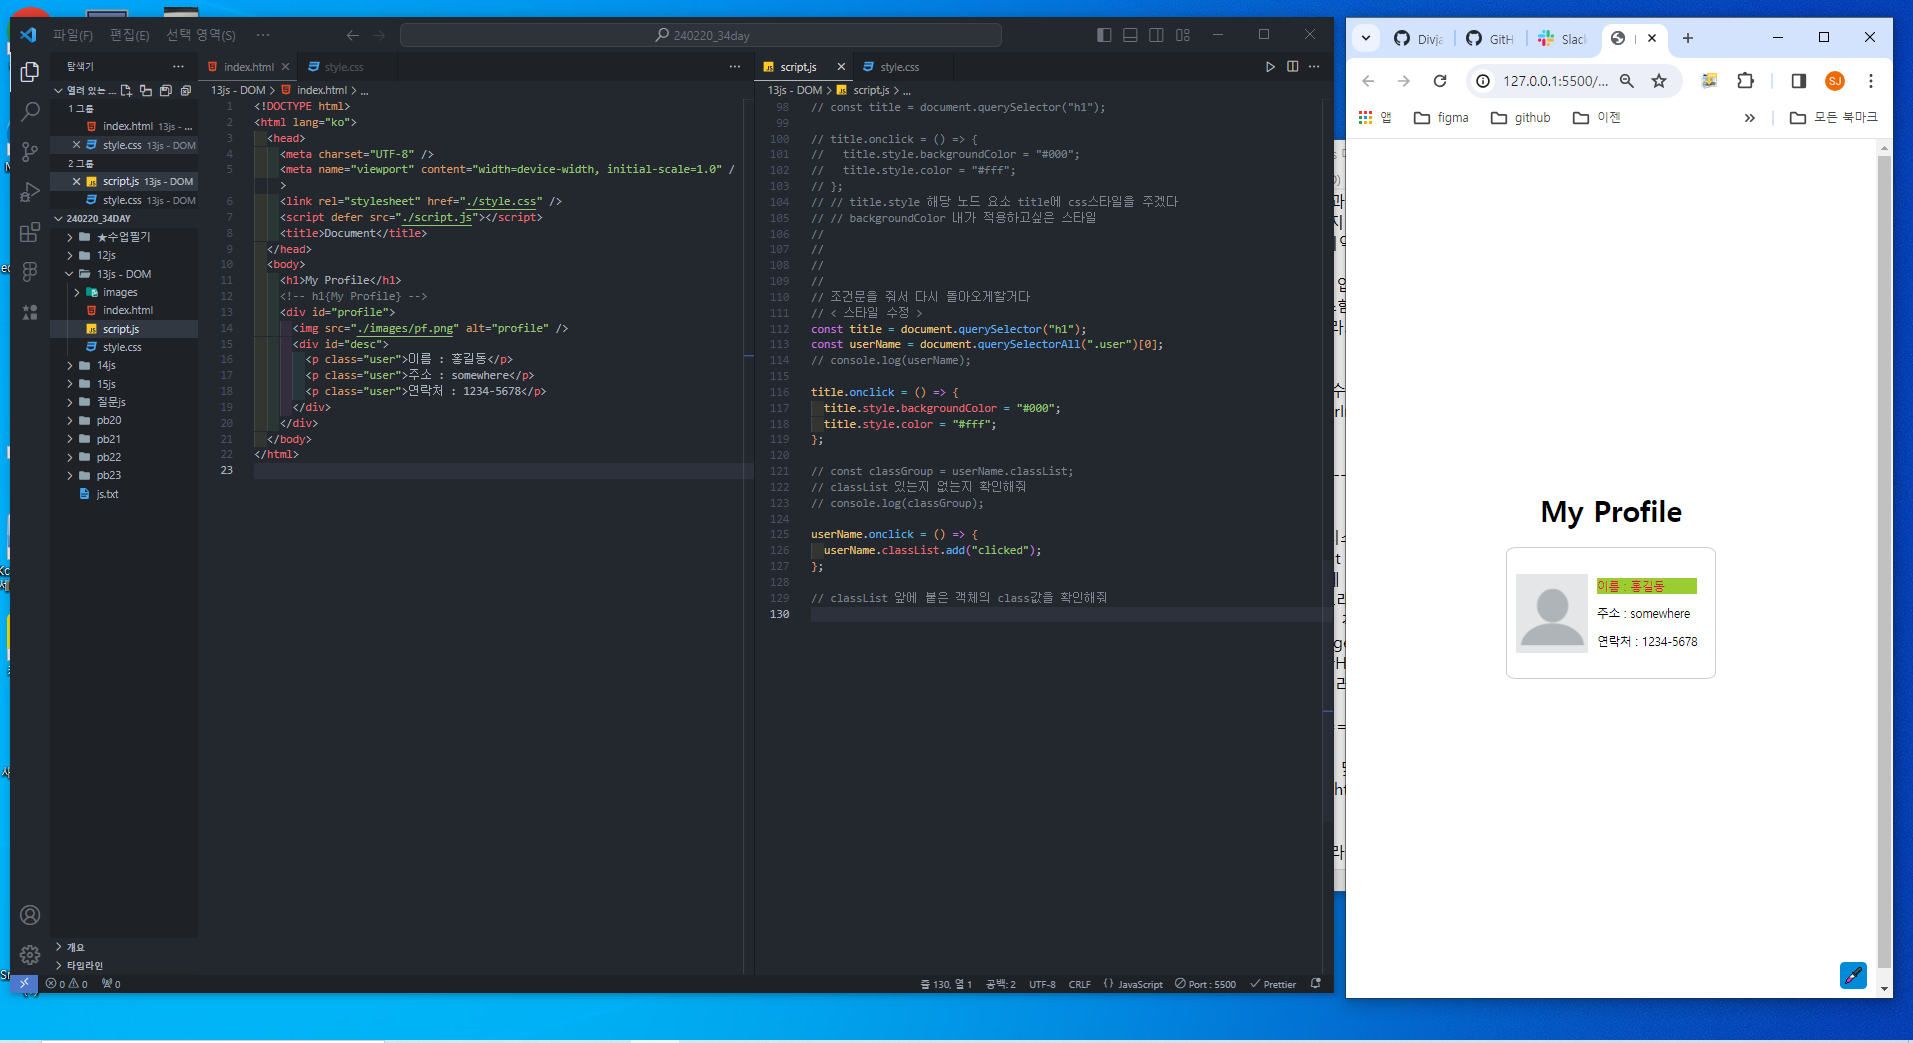 파일(F) 편집(E) 선택 영역(S) ···
240220_34day
탐색기
열려 있는 ...
1 그룹
index.html 13js - ...
style.css 13js - DOM
2 그룹
script.js 13js - DOM
style.css 13js - DOM
240220_34DAY
★수업필기
12js
13js - DOM
images
index.html
script.js
style.css
14js
15js
질문js
pb20
pb21
pb22
pb23
js.txt
개요
타임라인
index.html
style.css
13js - DOM > index.html > ...
1 <!DOCTYPE html>
2 <html lang="ko">
3 <head>
4 <meta charset="UTF-8" />
5 <meta name="viewport" content="width=device-width, initial-scale=1.0" /
>
6 <link rel="stylesheet" href="./style.css" />
7 <script defer src="./script.js"></script>
8 <title>Document</title>
9 </head>
10 <body>
11 <h1>My Profile</h1>
12 <!-- h1{My Profile} -->
13 <div id="profile">
14 <img src="./images/pf.png" alt="profile" />
15 <div id="desc">
16 <p class="user">이름 : 홍길동</p>
17 <p class="user">주소 : somewhere</p>
18 <p class="user">연락처 : 1234-5678</p>
19 </div>
20 </div>
21 </body>
22 </html>
23
script.js
style.css
13js - DOM > script.js > ...
98 // const title = document.querySelector("h1");
99
100 // title.onclick = () => {
101 //   title.style.backgroundColor = "#000";
102 //   title.style.color = "#fff";
103 // };
104 // // title.style 해당 노드 요소 title에 css스타일을 주겠다
105 // // backgroundColor 내가 적용하고싶은 스타일
106 //
107 //
108 //
109 //
110 // 조건문을 줘서 다시 돌아오게할거다
111 // < 스타일 수정 >
112 const title = document.querySelector("h1");
113 const userName = document.querySelectorAll(".user")[0];
114 // console.log(userName);
115
116 title.onclick = () => {
117 title.style.backgroundColor = "#000";
118 title.style.color = "#fff";
119 };
120
121 // const classGroup = userName.classList;
122 // classList 있는지 없는지 확인해줘
123 // console.log(classGroup);
124
125 userName.onclick = () => {
126 userName.classList.add("clicked");
127 };
128
129 // classList 앞에 붙은 객체의 class값을 확인해줘
130
0 0 0
줄 130, 열 1 공백: 2 UTF-8 CRLF {} JavaScript Port : 5500 Prettier
Divja GitH Slac
127.0.0.1:5500/... SJ
앱 figma github 이젠 » 모든 북마크
My Profile
이름 : 홍길동
주소 : somewhere
연락처 : 1234-5678